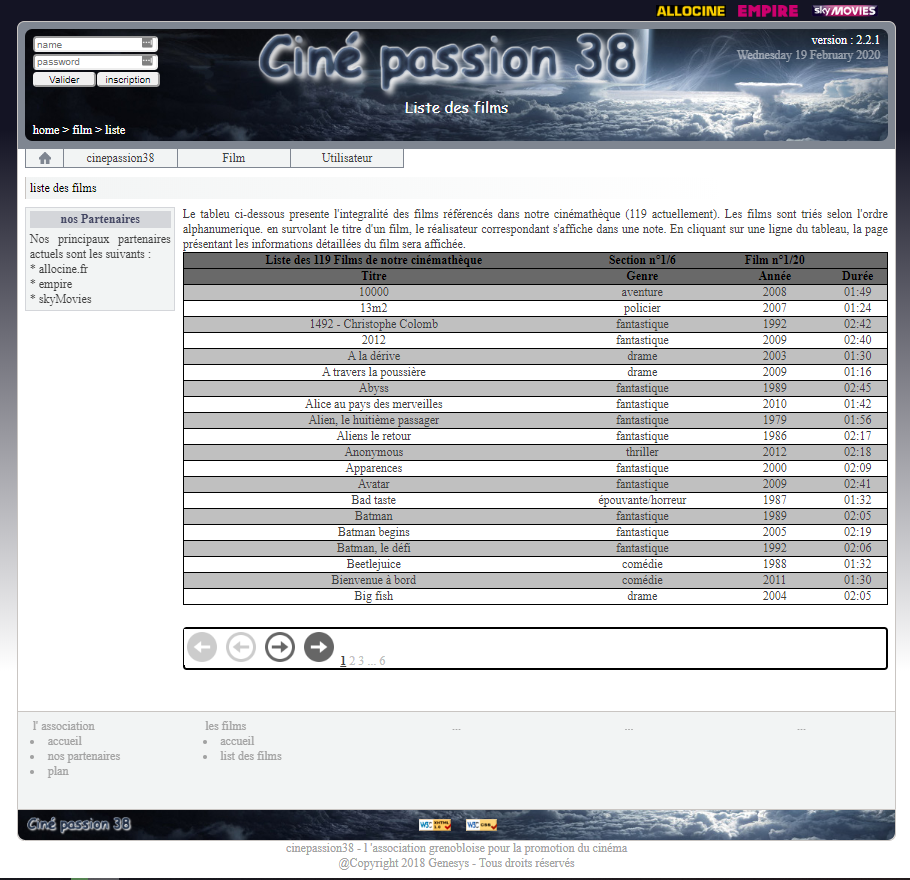 ALLOCINE EMPIRE sky MOVIES
name
password
Valider inscription
Ciné passion 38
version : 2.2.1
Wednesday 19 February 2020
Liste des films
home > film > liste
cinepassion38 Film Utilisateur
liste des films
nos Partenaires
Nos principaux partenaires
actuels sont les suivants :
* allocine.fr
* empire
* skyMovies
Le tableau ci-dessous presente l'integralité des films référencés dans notre cinémathèque (119 actuellement). Les films sont triés selon l'ordre
alphanumerique. en survolant le titre d'un film, le réalisateur correspondant s'affiche dans une note. En cliquant sur une ligne du tableau, la page
présentant les informations détaillées du film sera affichée.
Liste des 119 Films de notre cinémathèque Section n°1/6 Film n°1/20
Titre Genre Année Durée
10000 aventure 2008 01:49
13m2 policier 2007 01:24
1492 - Christophe Colomb fantastique 1992 02:42
2012 fantastique 2009 02:40
A la dérive drame 2003 01:30
A travers la poussière drame 2009 01:16
Abyss fantastique 1989 02:45
Alice au pays des merveilles fantastique 2010 01:42
Alien, le huitième passager fantastique 1979 01:56
Aliens le retour fantastique 1986 02:17
Anonymous thriller 2012 02:18
Apparences fantastique 2000 02:09
Avatar fantastique 2009 02:41
Bad taste épouvante/horreur 1987 01:32
Batman fantastique 1989 02:05
Batman begins fantastique 2005 02:19
Batman, le défi fantastique 1992 02:06
Beetlejuice comédie 1988 01:32
Bienvenue à bord comédie 2011 01:30
Big fish drame 2004 02:05
1 2 3 ... 6
l' association les films ... ... ...
• accueil • accueil
• nos partenaires • list des films
• plan
Ciné passion 38 W3C XHTML 1.0 W3C CSS
cinepassion38 - l 'association grenobloise pour la promotion du cinéma
@Copyright 2018 Genesys - Tous droits réservés